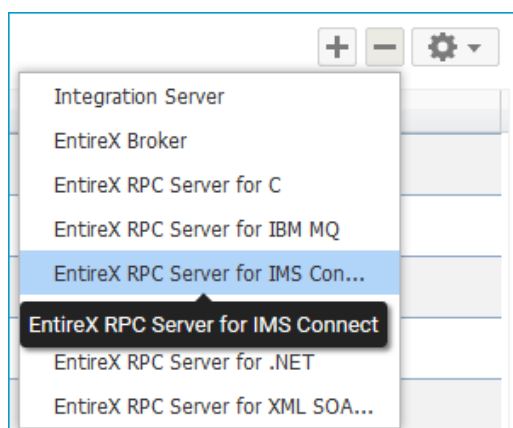 Integration Server
EntireX Broker
EntireX RPC Server for C
EntireX RPC Server for IBM MQ
EntireX RPC Server for IMS Con...
EntireX RPC Server for IMS Connect
EntireX RPC Server for .NET
EntireX RPC Server for XML SOA...